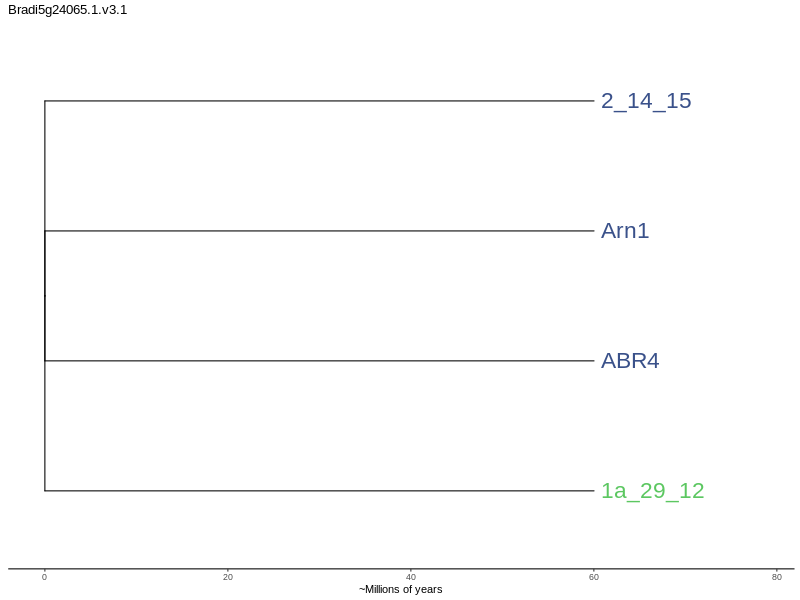 Bradi5g24065.1.v3.1
2_14_15
Arn1
ABR4
1a_29_12
0 20 40 60 80
~Millions of years